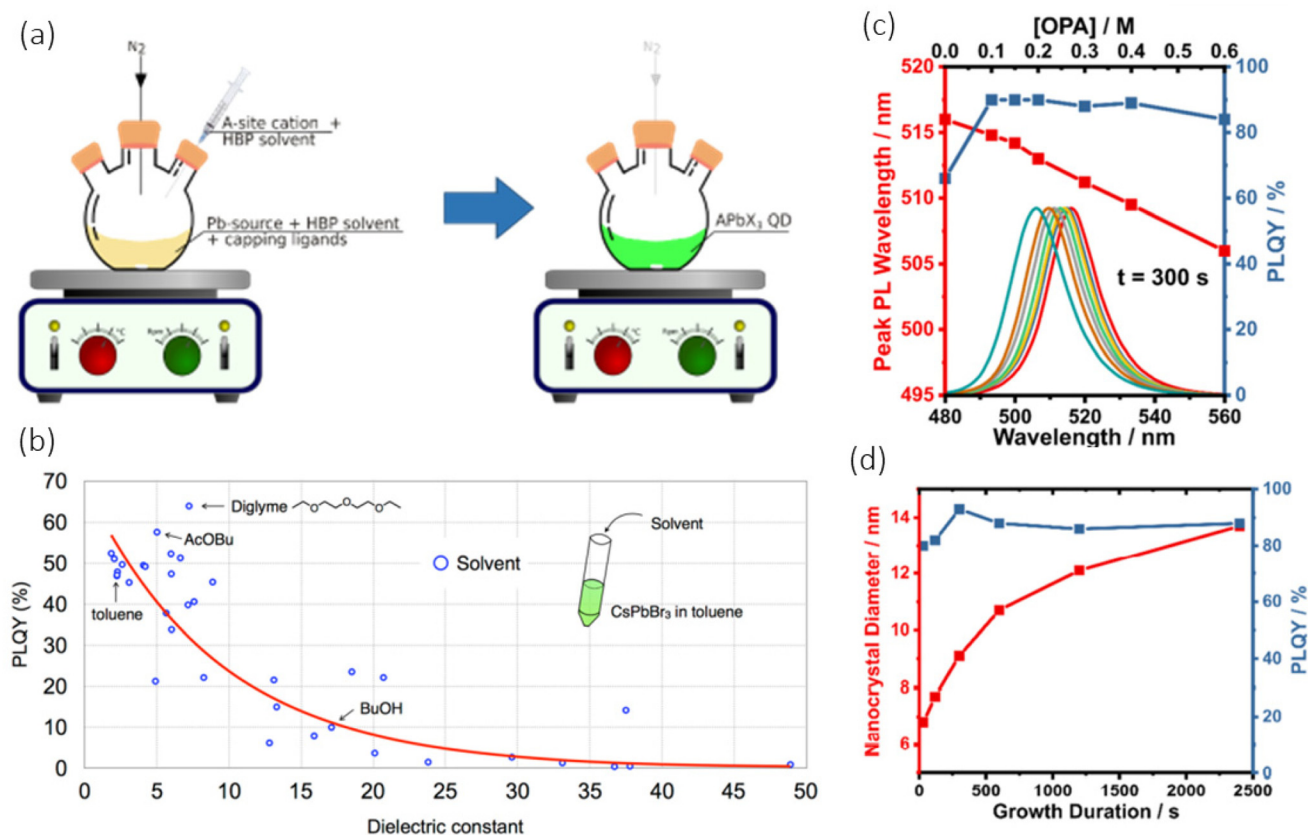 (a)
N2
A-site cation +
HBP solvent
Pb-source + HBP solvent
+ capping ligands
°C
Rpm
N2
APbX3 QD
°C
Rpm
(b)
PLQY (%)
70
60
50
40
30
20
10
0
Diglyme
O O O
AcOBu
toluene
Solvent
Solvent
CsPbBr3 in toluene
BuOH
0 5 10 15 20 25 30 35 40 45 50
Dielectric constant
(c)
[OPA] / M
0.0 0.1 0.2 0.3 0.4 0.5 0.6
Peak PL Wavelength / nm
520
515
510
505
500
495
t = 300 s
100
80
60
40
20
0
PLQY / %
480 500 520 540 560
Wavelength / nm
(d)
Nanocrystal Diameter / nm
14
12
10
8
6
100
80
60
40
20
0
PLQY / %
0 500 1000 1500 2000 2500
Growth Duration / s